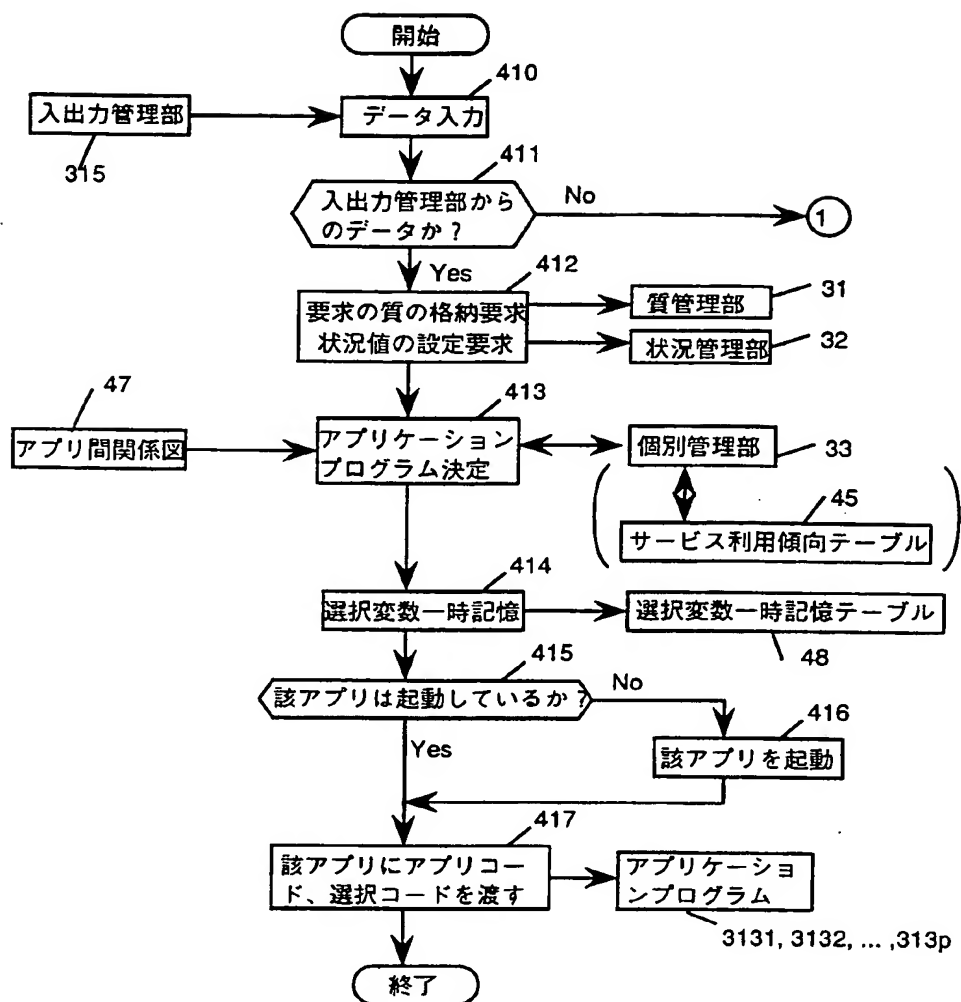 開始
410
入出力管理部
データ入力
315
411
入出力管理部から
のデータか？
No
1
Yes
412
要求の質の格納要求
状況値の設定要求
質管理部
31
状況管理部
32
47
アプリ間関係図
413
アプリケーション
プログラム決定
個別管理部
33
45
サービス利用傾向テーブル
414
選択変数一時記憶
選択変数一時記憶テーブル
48
415
該アプリは起動しているか？
No
416
Yes
該アプリを起動
417
該アプリにアプリコー
ド、選択コードを渡す
アプリケーショ
ンプログラム
3131, 3132, ... ,313p
終了